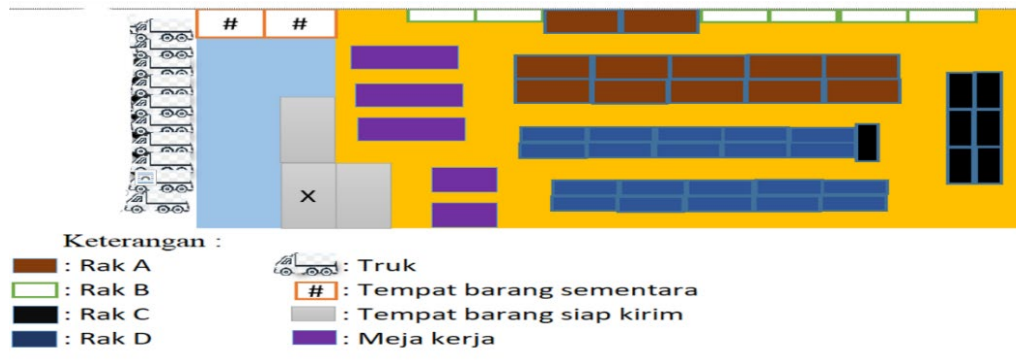 # #
X
Keterangan :
: Rak A
: Truk
: Rak B
# : Tempat barang sementara
: Rak C
: Tempat barang siap kirim
: Rak D
: Meja kerja